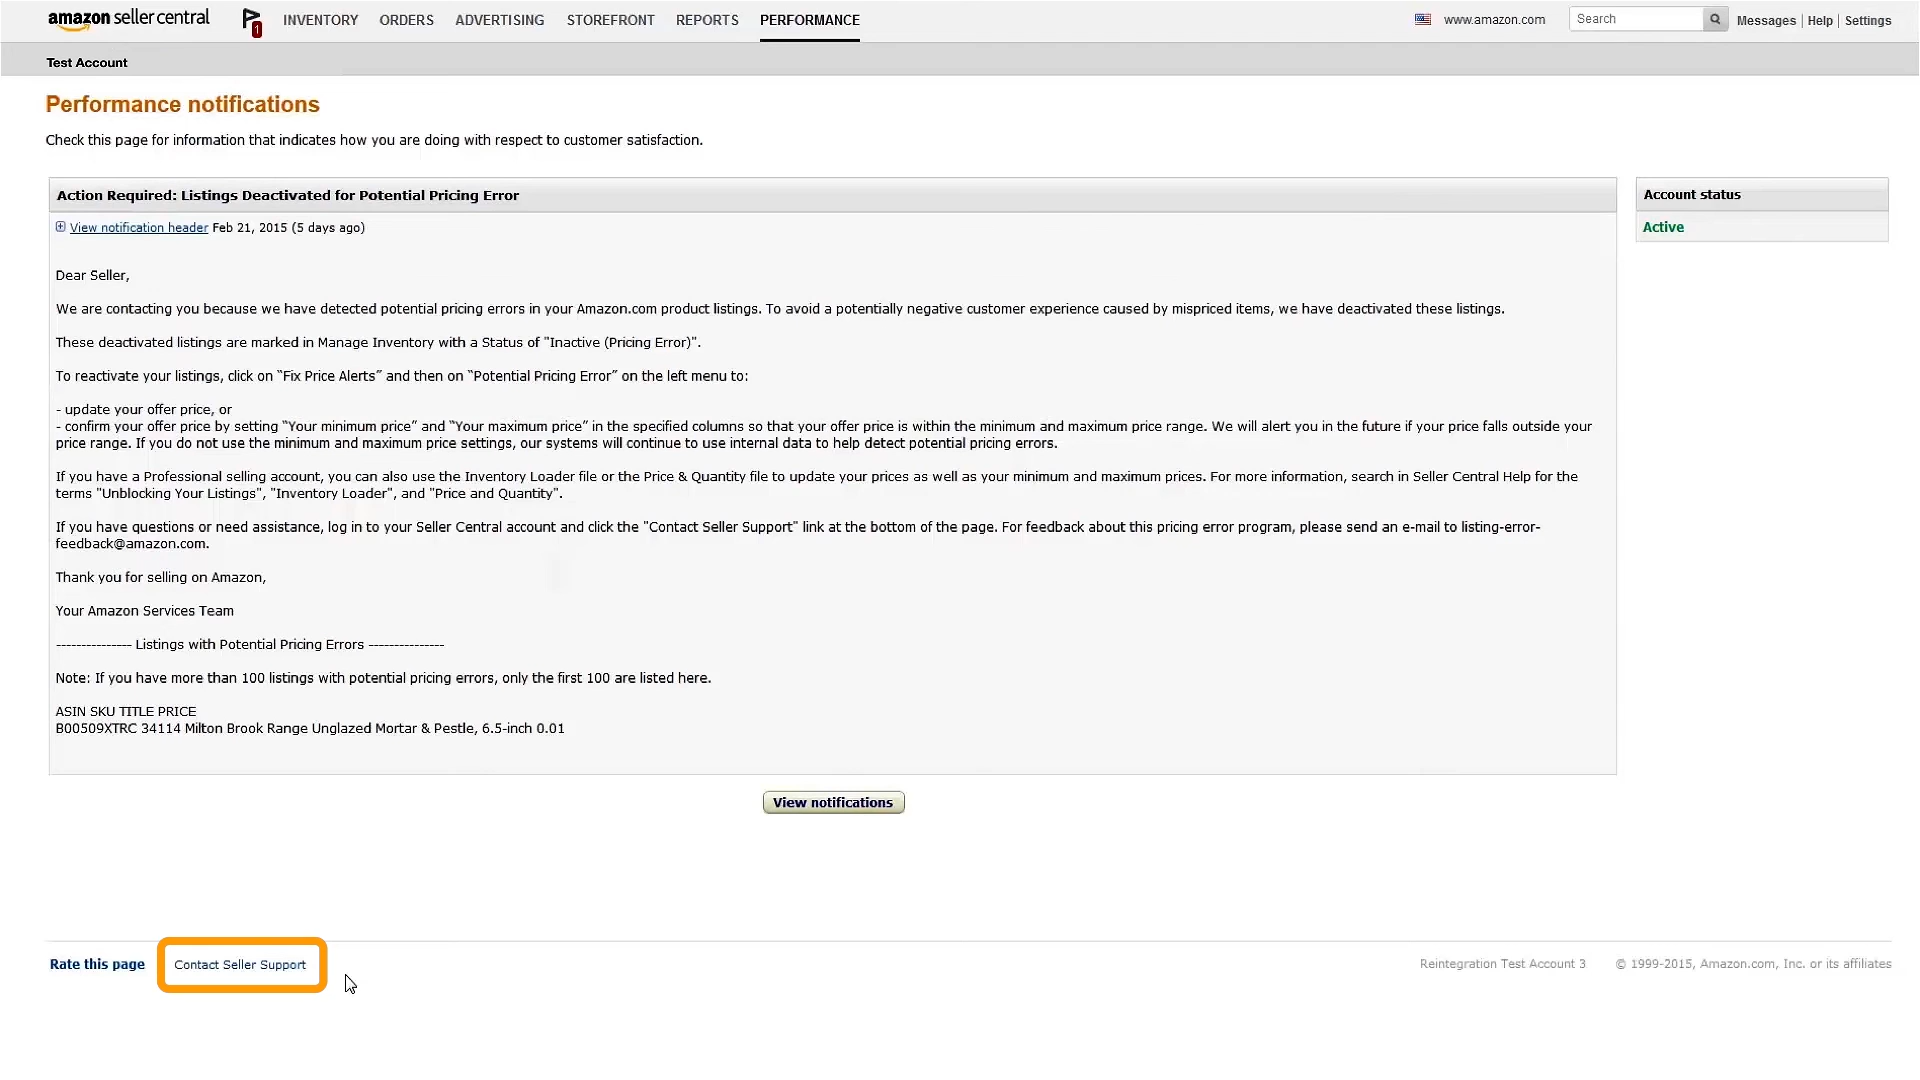 amazon seller central
1
INVENTORY ORDERS ADVERTISING STOREFRONT REPORTS PERFORMANCE
www.amazon.com
Search
Messages | Help | Settings
Test Account
Performance notifications
Check this page for information that indicates how you are doing with respect to customer satisfaction.
Action Required: Listings Deactivated for Potential Pricing Error
View notification header Feb 21, 2015 (5 days ago)
Dear Seller,
We are contacting you because we have detected potential pricing errors in your Amazon.com product listings. To avoid a potentially negative customer experience caused by mispriced items, we have deactivated these listings.
These deactivated listings are marked in Manage Inventory with a Status of "Inactive (Pricing Error)".
To reactivate your listings, click on “Fix Price Alerts” and then on “Potential Pricing Error” on the left menu to:
- update your offer price, or
- confirm your offer price by setting “Your minimum price” and “Your maximum price” in the specified columns so that your offer price is within the minimum and maximum price range. We will alert you in the future if your price falls outside your
price range. If you do not use the minimum and maximum price settings, our systems will continue to use internal data to help detect potential pricing errors.
If you have a Professional selling account, you can also use the Inventory Loader file or the Price & Quantity file to update your prices as well as your minimum and maximum prices. For more information, search in Seller Central Help for the
terms "Unblocking Your Listings", "Inventory Loader", and "Price and Quantity".
If you have questions or need assistance, log in to your Seller Central account and click the "Contact Seller Support" link at the bottom of the page. For feedback about this pricing error program, please send an e-mail to listing-error-
feedback@amazon.com.
Thank you for selling on Amazon,
Your Amazon Services Team
--------------- Listings with Potential Pricing Errors ---------------
Note: If you have more than 100 listings with potential pricing errors, only the first 100 are listed here.
ASIN SKU TITLE PRICE
B00509XTRC 34114 Milton Brook Range Unglazed Mortar & Pestle, 6.5-inch 0.01
Account status
Active
View notifications
Rate this page
Contact Seller Support
Reintegration Test Account 3
© 1999-2015, Amazon.com, Inc. or its affiliates